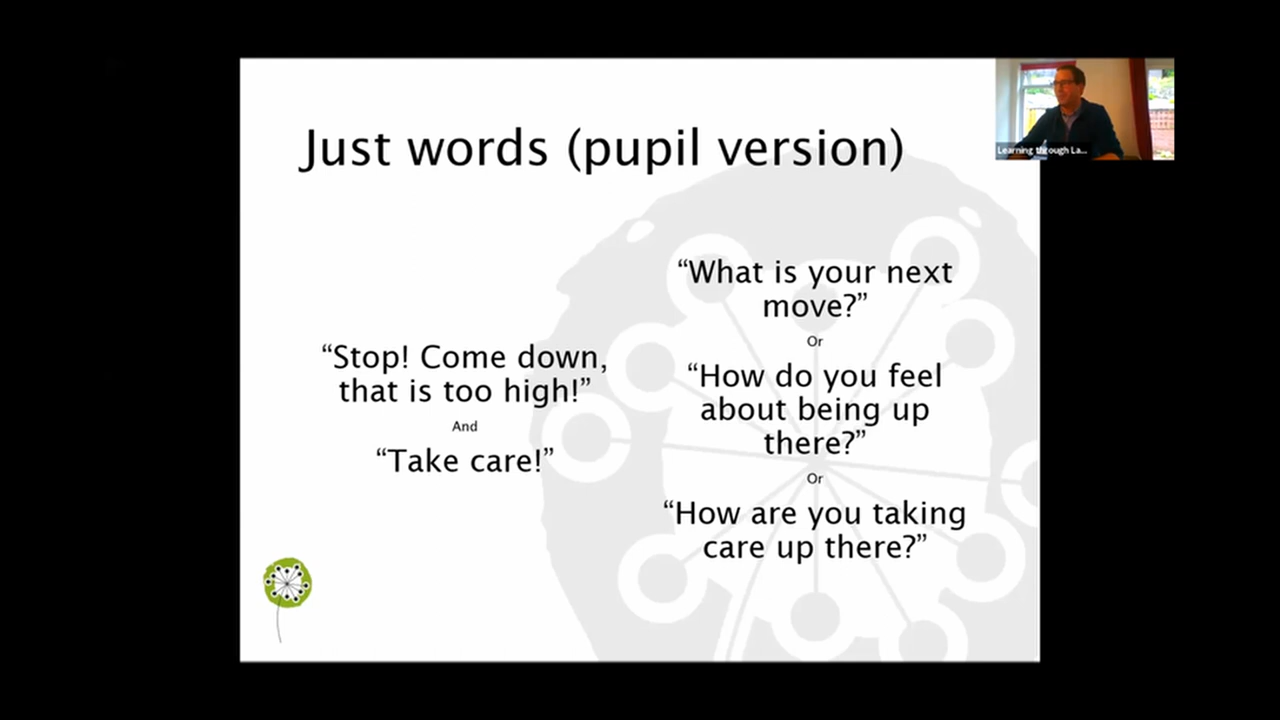 Just words (pupil version)
“Stop! Come down,
that is too high!”
And
“Take care!”
“What is your next
move?”
Or
“How do you feel
about being up
there?”
Or
“How are you taking
care up there?”
Learning through La...